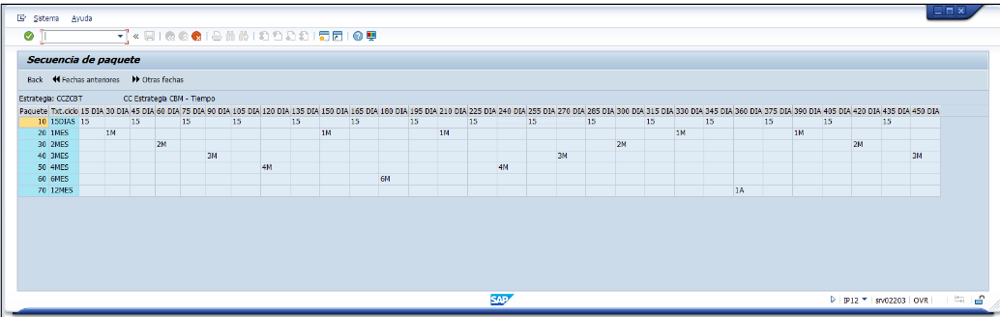 Sistema Ayuda
Secuencia de paquete
Back Fechas anteriores Otras fechas
Estrategia: CCZCBT CC Estrategia CBM - Tiempo
Paquete Txt.ciclo 15 DIA 30 DIA 45 DIA 60 DIA 75 DIA 90 DIA 105 DIA 120 DIA 135 DIA 150 DIA 165 DIA 180 DIA 195 DIA 210 DIA 225 DIA 240 DIA 255 DIA 270 DIA 285 DIA 300 DIA 315 DIA 330 DIA 345 DIA 360 DIA 375 DIA 390 DIA 405 DIA 420 DIA 435 DIA 450 DIA
10 15DIAS 15 15 15 15 15 15 15 15 15 15 15 15 15 15 15
20 1MES 1M 1M 1M 1M 1M
30 2MES 2M 2M 2M
40 3MES 3M 3M 3M
50 4MES 4M 4M
60 6MES 6M
70 12MES 1A
SAP IP12 srv02203 OVR